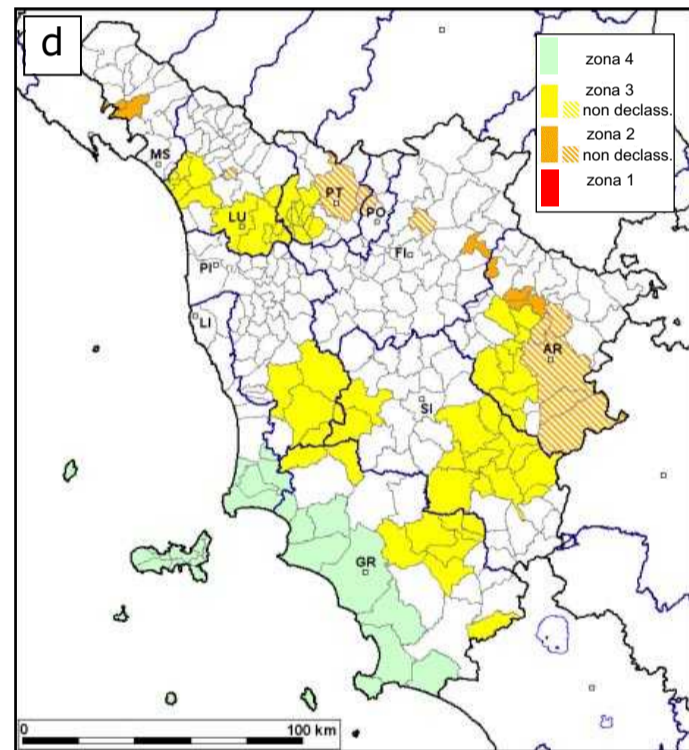 d
zona 4
zona 3
non declass.
zona 2
non declass.
zona 1
MS
PT
LU
PO
PI
FI
LI
AR
SI
GR
0 100 km